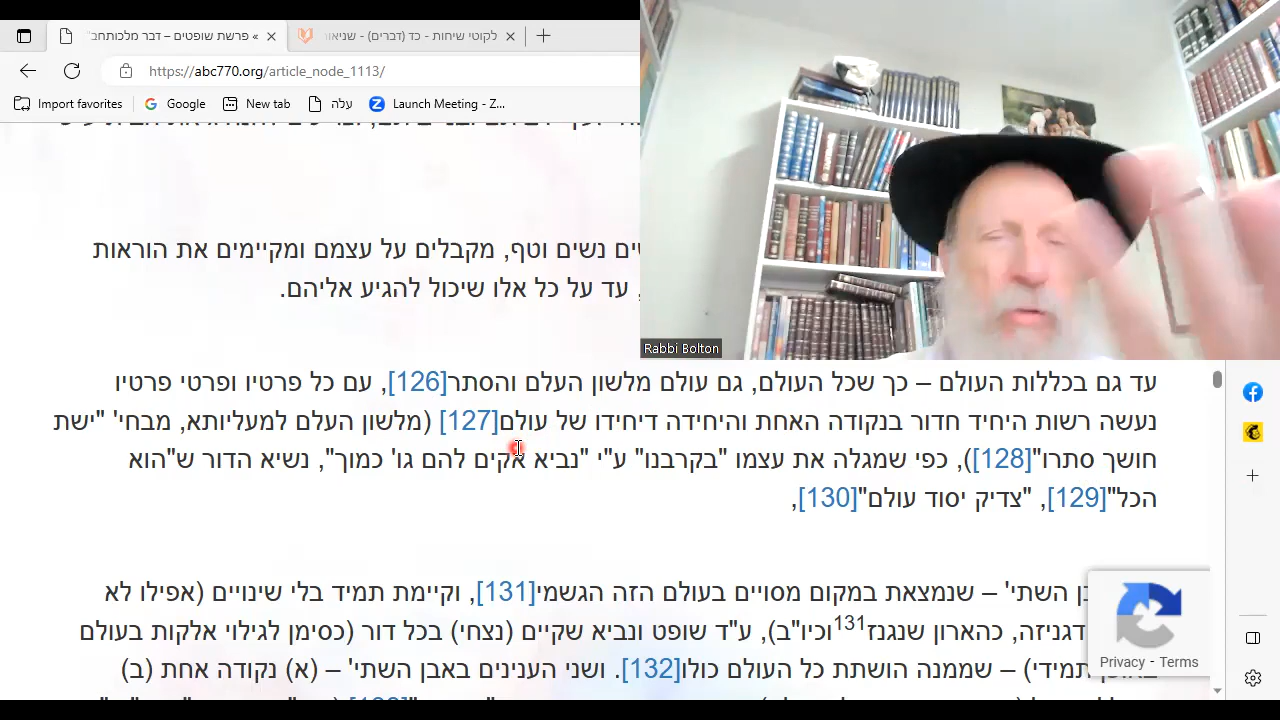 » פרשת שופטים – דבר מלכותחב"
לקוטי שיחות - כד (דברים) - שניאור
https://abc770.org/article_node_1113/
Import favorites Google New tab עלה Launch Meeting - Z...
Rabbi Bolton
נשים וטף, מקבלים על עצמם ומקיימים את הוראות
, עד על כל אלו שיכול להגיע אליהם.
עד גם בכללות העולם – כך שכל העולם, גם עולם מלשון העלם והסתר[126], עם כל פרטיו ופרטי פרטיו
נעשה רשות היחיד חדור בנקודה האחת והיחידה דיחידו של עולם[127] (מלשון העלם למעליותא, מבחי' "ישת
חושך סתרו"[128]), כפי שמגלה את עצמו "בקרבנו" ע"י "נביא אקים להם גו' כמוך", נשיא הדור ש"הוא
הכל"[129], "צדיק יסוד עולם"[130],
השתי' – שנמצאת במקום מסויים בעולם הזה הגשמי[131], וקיימת תמיד בלי שינויים (אפילו לא
דגניזה, כהארון שנגנז131 וכיו"ב), ע"ד שופט ונביא שקיים (נצחי) בכל דור (כסימן לגילוי אלקות בעולם
תמידי) – שממנה הושתת כל העולם כולו[132]. ושני הענינים באבן השתי' – (א) נקודה אחת (ב)
Privacy - Terms